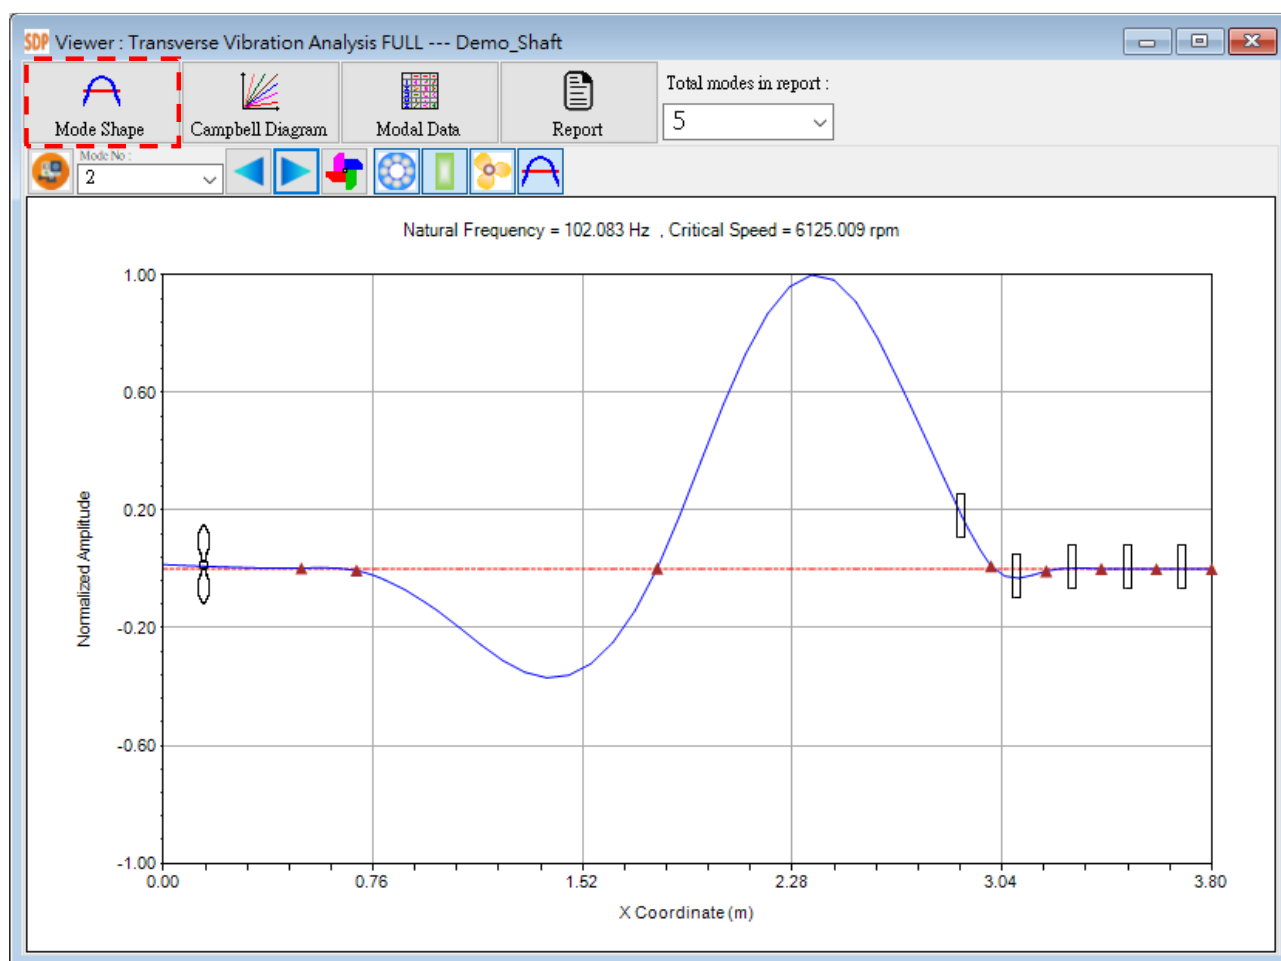 SDP Viewer : Transverse Vibration Analysis FULL --- Demo_Shaft
Mode Shape
Campbell Diagram
Modal Data
Report
Total modes in report :
5
Mode No :
2
Natural Frequency = 102.083 Hz , Critical Speed = 6125.009 rpm
1.00
0.60
0.20
-0.20
-0.60
-1.00
Normalized Amplitude
0.00
0.76
1.52
2.28
3.04
3.80
X Coordinate (m)